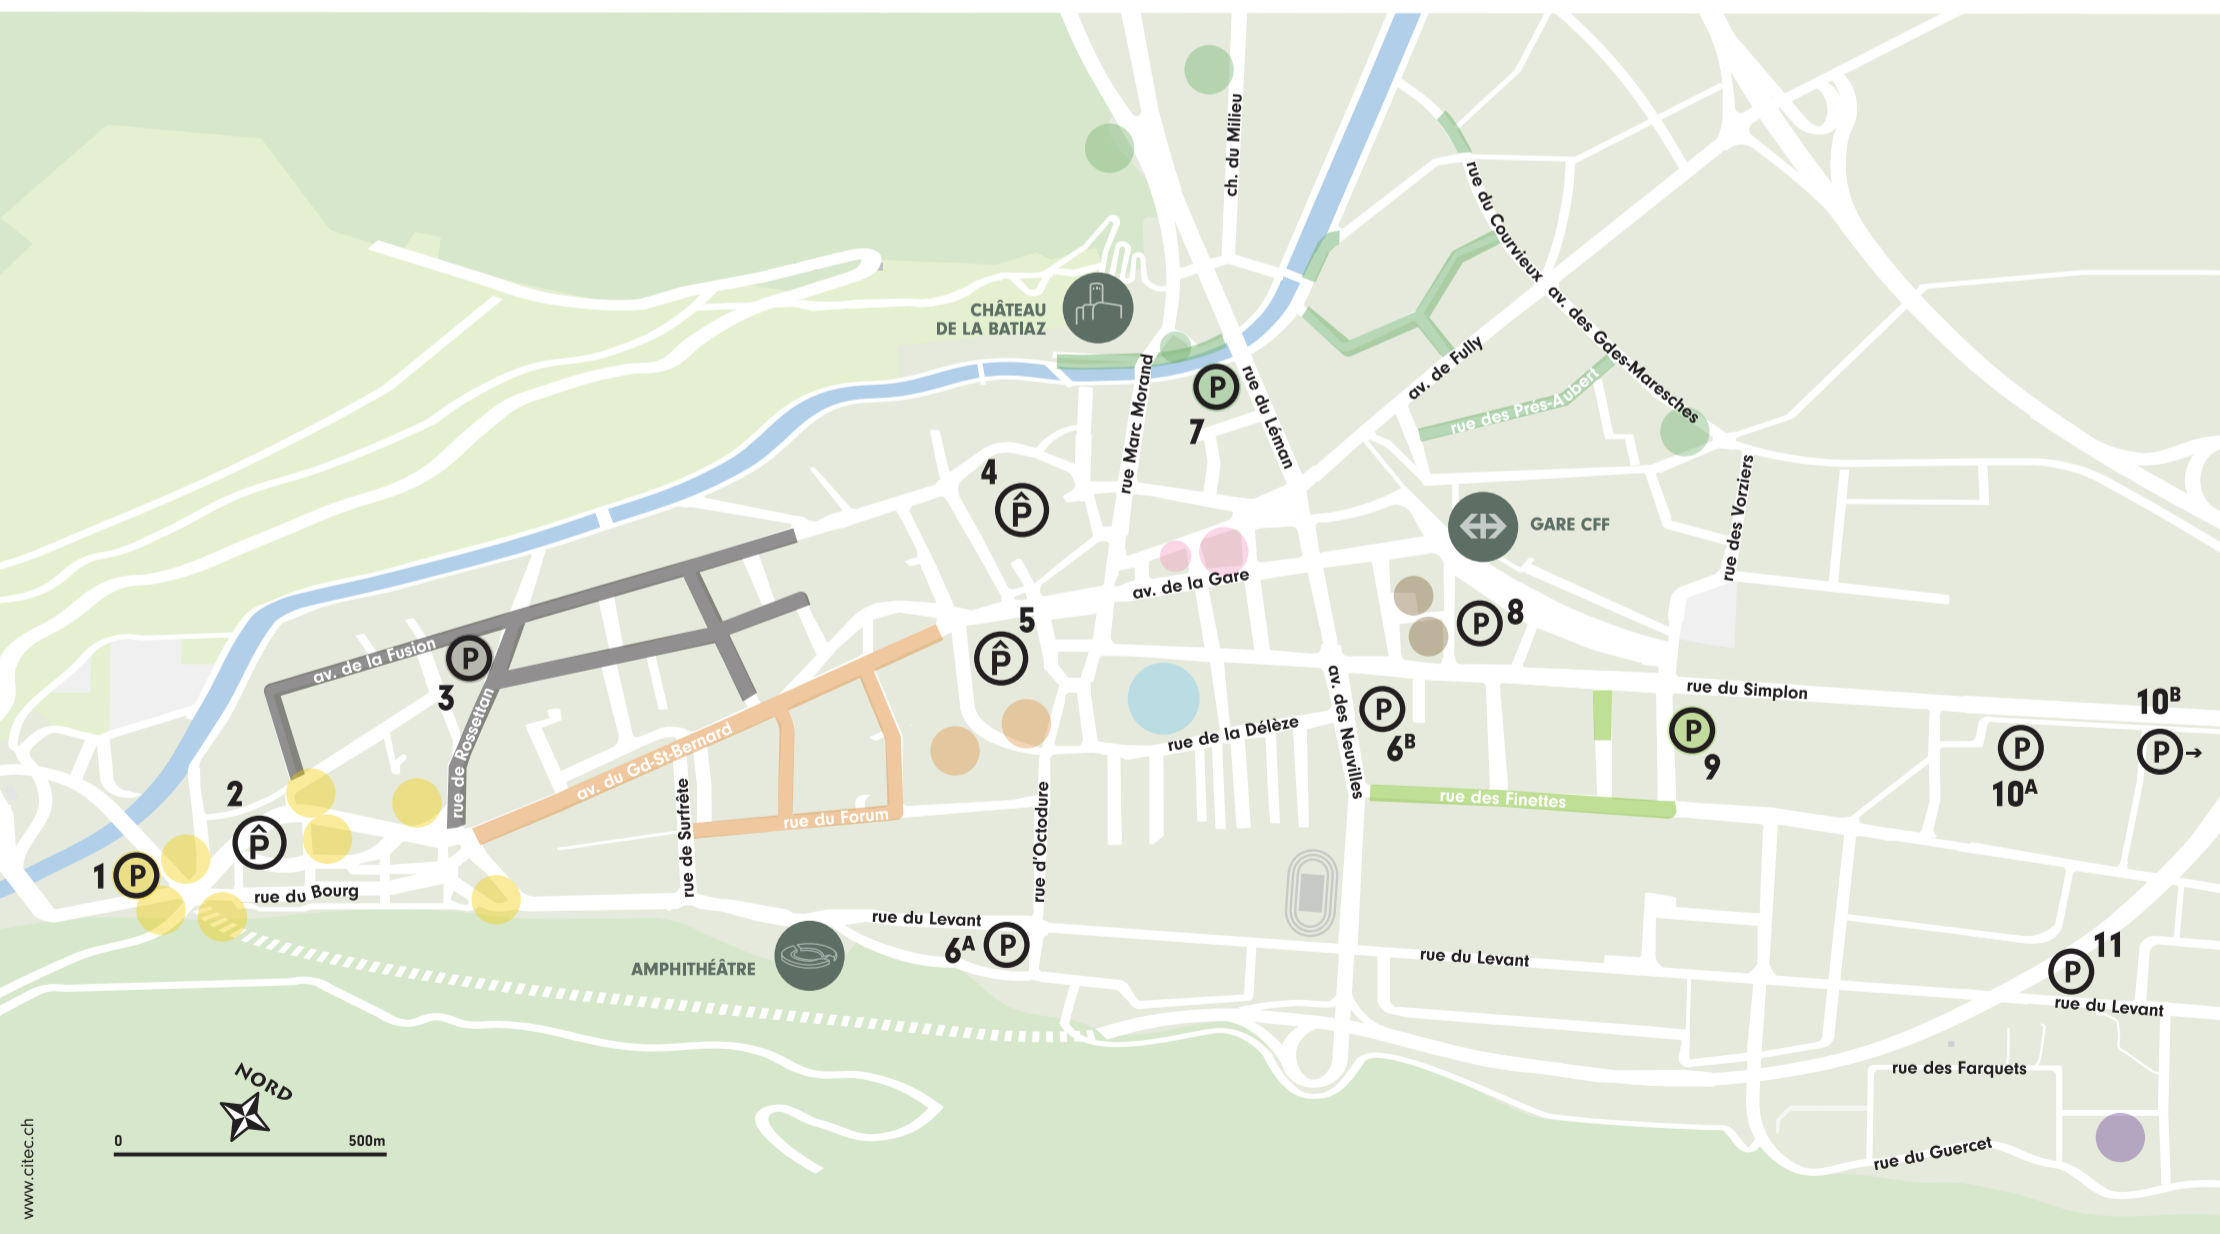 ch. du Milieu
rue du Courvieux
av. des Gdes-Maresches
CHÂTEAU
DE LA BATIAZ
rue Marc Morand
P
7
rue du Léman
av. de Fully
rue des Prés-Aubert
4
P̂
GARE CFF
rue des Vorziers
av. de la Gare
5
P̂
P
8
av. de la Fusion
P
3
rue de Rossettan
av. du Gd-St-Bernard
rue de Surfrête
rue du Forum
rue d'Octodure
rue de la Délèze
av. des Neuvilles
P
6B
rue du Simplon
P
9
P
10A
10B
P →
rue des Finettes
2
P̂
1
P
rue du Bourg
rue du Levant
6A
P
AMPHITHÉÂTRE
rue du Levant
11
P
rue du Levant
rue des Farquets
rue du Guercet
NORD
0
500m
www.citec.ch